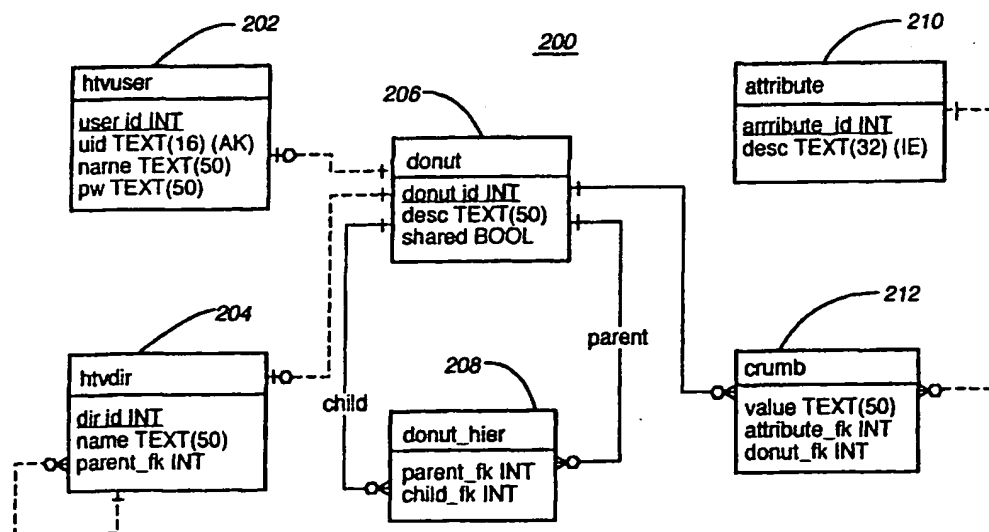 200
202
htvuser
user id INT
uid TEXT(16) (AK)
name TEXT(50)
pw TEXT(50)
206
donut
donut id INT
desc TEXT(50)
shared BOOL
210
attribute
arrribute_id INT
desc TEXT(32) (IE)
204
htvdir
dir id INT
name TEXT(50)
parent_fk INT
child
208
donut_hier
parent_fk INT
child_fk INT
parent
212
crumb
value TEXT(50)
attribute_fk INT
donut_fk INT